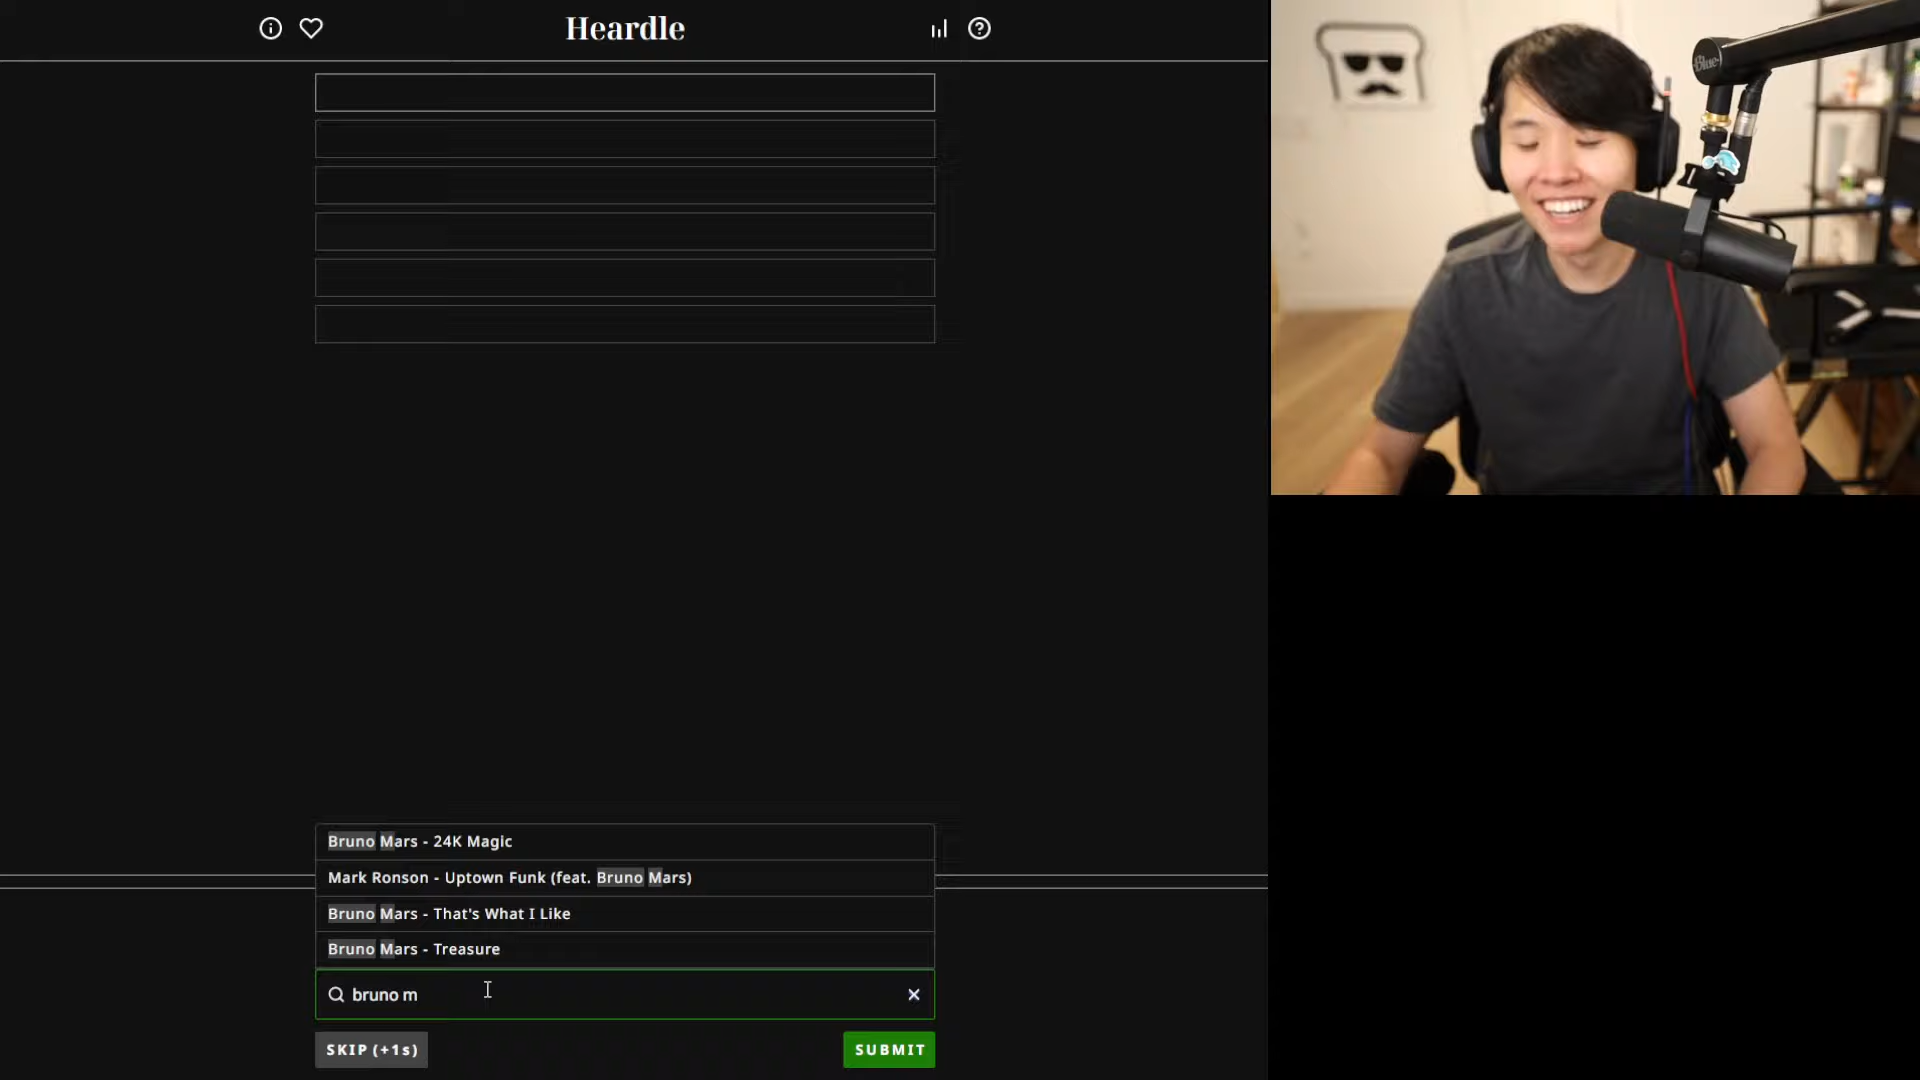 Heardle
Bruno Mars - 24K Magic
Mark Ronson - Uptown Funk (feat. Bruno Mars)
Bruno Mars - That's What I Like
Bruno Mars - Treasure
bruno m
SKIP (+1s)
SUBMIT
Blue